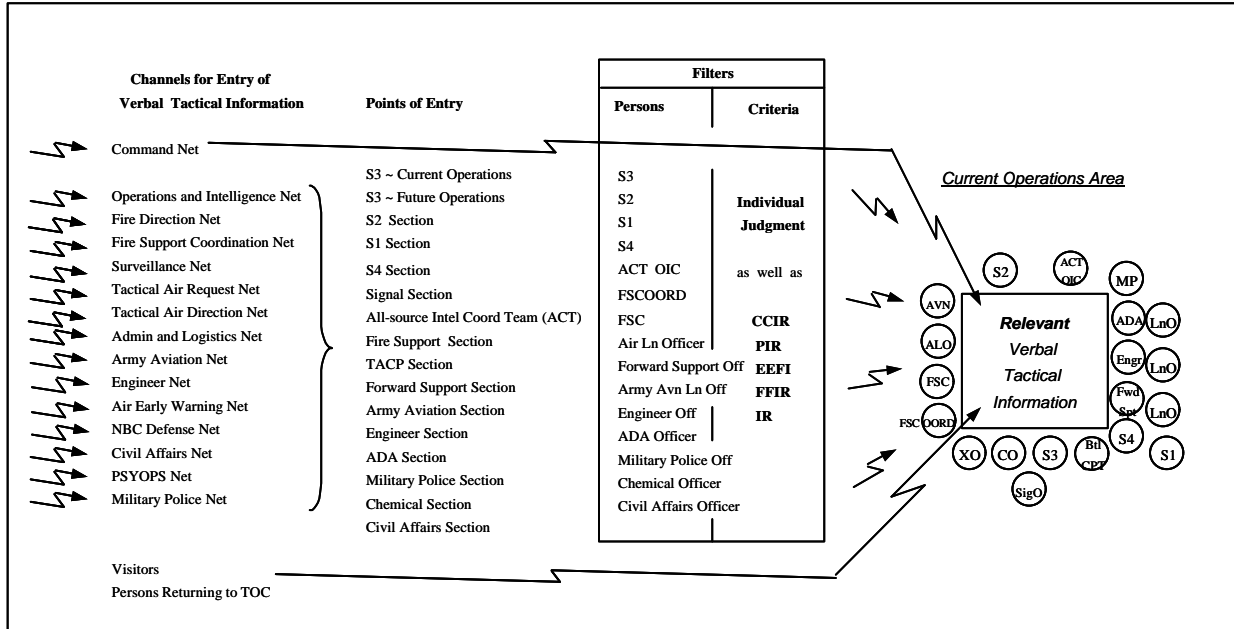 Channels for Entry of
Verbal Tactical Information
Command Net
Operations and Intelligence Net
Fire Direction Net
Fire Support Coordination Net
Surveillance Net
Tactical Air Request Net
Tactical Air Direction Net
Admin and Logistics Net
Army Aviation Net
Engineer Net
Air Early Warning Net
NBC Defense Net
Civil Affairs Net
PSYOPS Net
Military Police Net
Visitors
Persons Returning to TOC
Points of Entry
S3 ~ Current Operations
S3 ~ Future Operations
S2 Section
S1 Section
S4 Section
Signal Section
All-source Intel Coord Team (ACT)
Fire Support Section
TACP Section
Forward Support Section
Army Aviation Section
Engineer Section
ADA Section
Military Police Section
Chemical Section
Civil Affairs Section
Filters
Persons
S3
S2
S1
S4
ACT OIC
FSCOORD
FSC
Air Ln Officer
Forward Support Off
Army Avn Ln Off
Engineer Off
ADA Officer
Military Police Off
Chemical Officer
Civil Affairs Officer
Criteria
Individual
Judgment
as well as
CCIR
PIR
EEFI
FFIR
IR
Current Operations Area
S2
ACT
OIC
MP
AVN
ADA
LnO
ALO
Engr
LnO
FSC
Fwd
Spt
LnO
FSCOORD
S4
XO
CO
S3
Btl
CPT
S1
SigO
Relevant
Verbal
Tactical
Information